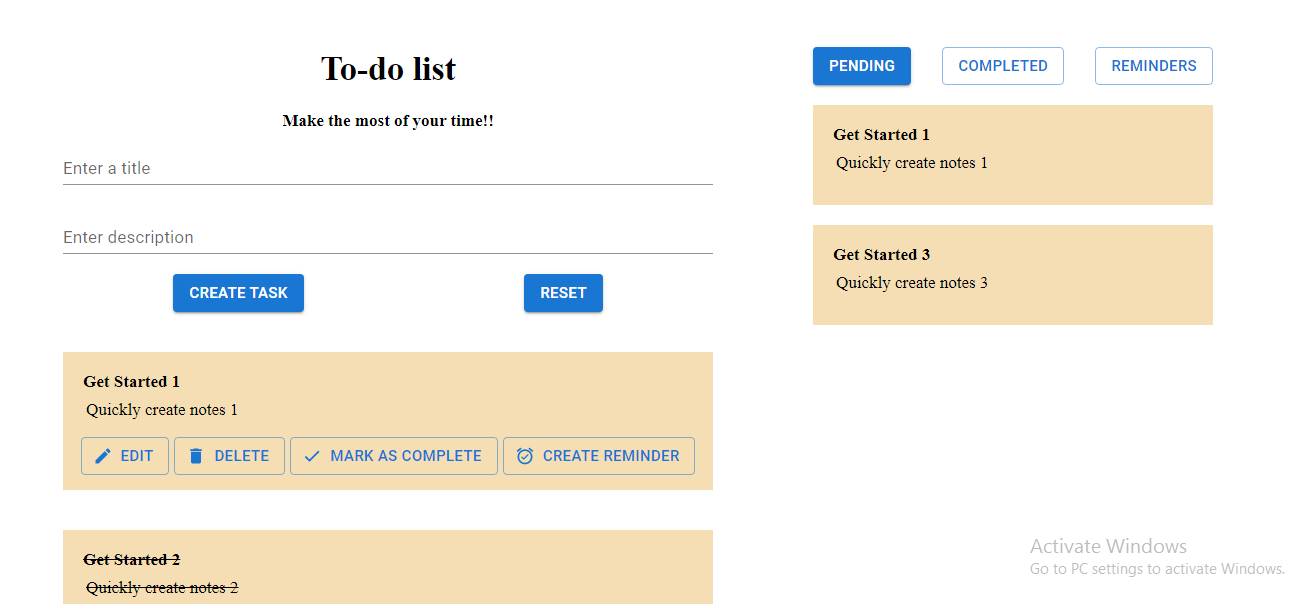 To-do list
Make the most of your time!!
Enter a title
Enter description
CREATE TASK
RESET
Get Started 1
Quickly create notes 1
EDIT
DELETE
MARK AS COMPLETE
CREATE REMINDER
Get Started 2
Quickly create notes 2
PENDING
COMPLETED
REMINDERS
Get Started 1
Quickly create notes 1
Get Started 3
Quickly create notes 3
Activate Windows
Go to PC settings to activate Windows.